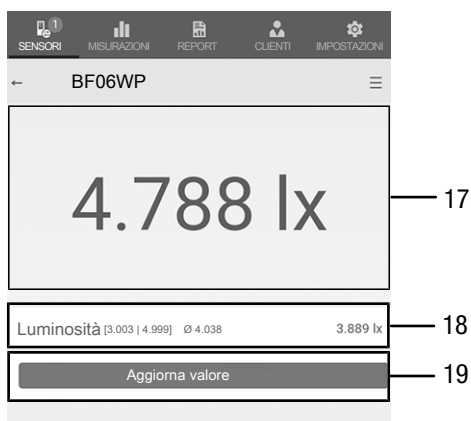 1
SENSORI MISURAZIONI REPORT CLIENTI IMPOSTAZIONI
← BF06WP ☰
4.788 lx
17
Luminosità [3.003 | 4.999] Ø 4.038 3.889 lx
18
Aggiorna valore
19